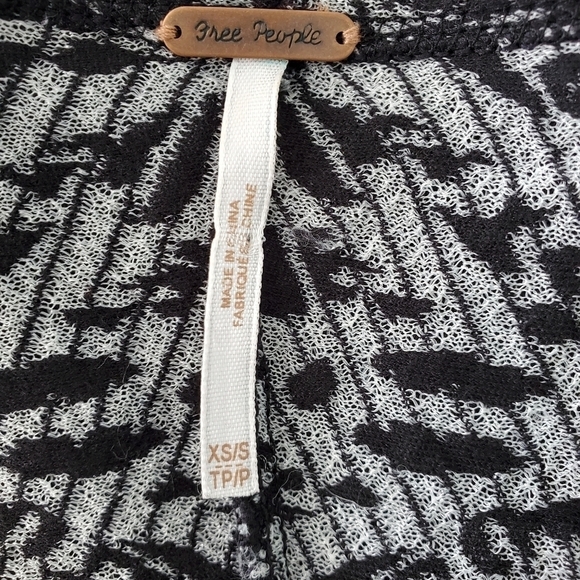 Free People
MADE IN CHINA
FABRIQUÉ EN CHINE
XS/S
TP/P